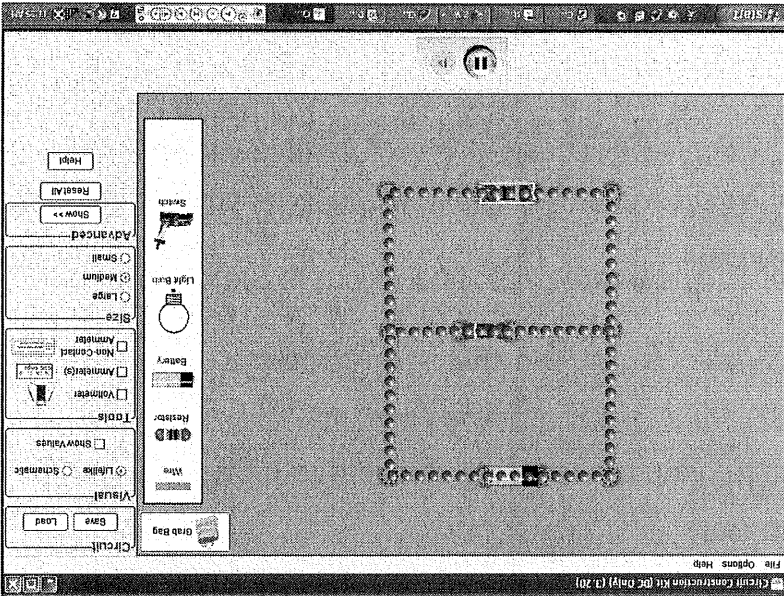 Circuit Construction Kit (DC Only) (3.20)
File Options Help
Grab Bag
Wire
Resistor
Battery
Light Bulb
Switch
Circuit
Save
Load
Visual
Lifelike
Schematic
Show Values
Tools
Voltmeter
Ammeter(s)
Non-Contact
Ammeter
Size
Large
Medium
Small
Advanced
Show >>
Reset All
Help!
start